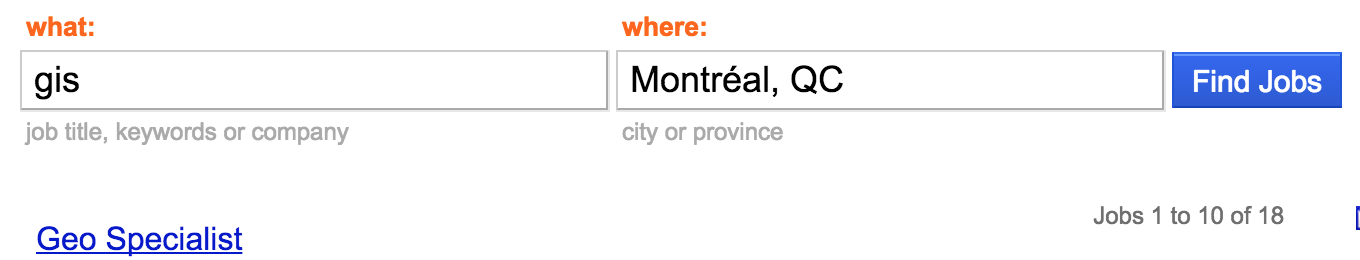 what: where:
gis Montréal, QC Find Jobs
job title, keywords or company city or province
Jobs 1 to 10 of 18
Geo Specialist